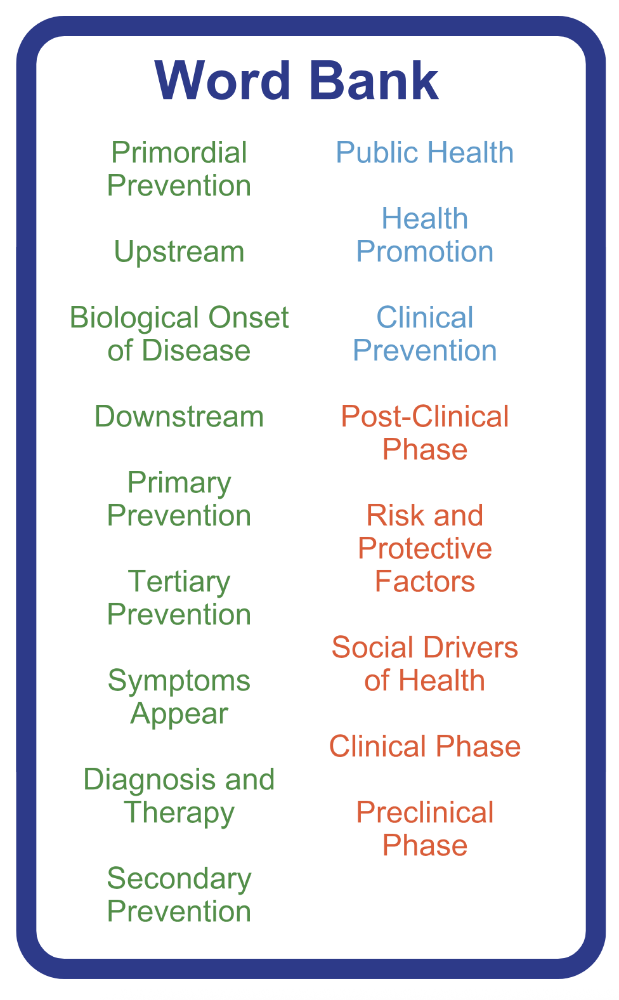 Word Bank
Primordial
Prevention
Upstream
Biological Onset
of Disease
Downstream
Primary
Prevention
Tertiary
Prevention
Symptoms
Appear
Diagnosis and
Therapy
Secondary
Prevention
Public Health
Health
Promotion
Clinical
Prevention
Post-Clinical
Phase
Risk and
Protective
Factors
Social Drivers
of Health
Clinical Phase
Preclinical
Phase